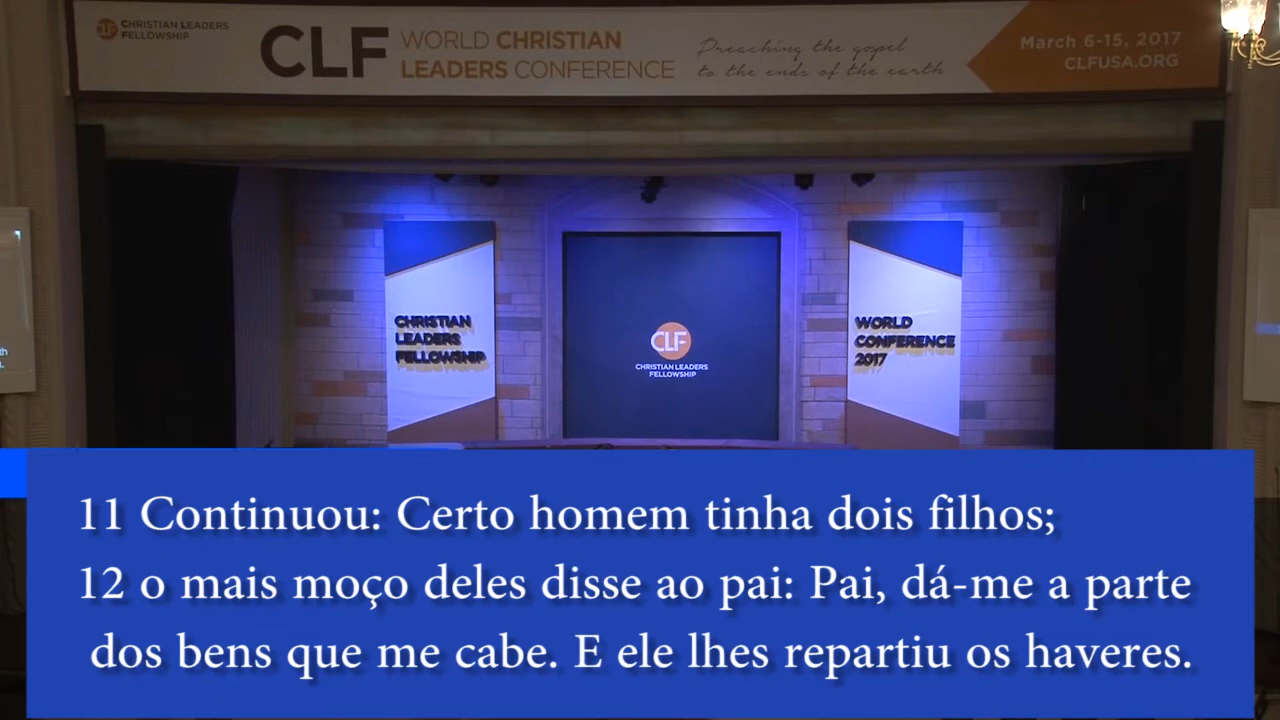 CLF CHRISTIAN LEADERS
FELLOWSHIP
CLF WORLD CHRISTIAN
LEADERS CONFERENCE
Preaching the gospel
to the ends of the earth
March 6-15, 2017
CLFUSA.ORG
CHRISTIAN
LEADERS
FELLOWSHIP
CLF
CHRISTIAN LEADERS
FELLOWSHIP
WORLD
CONFERENCE
2017
11 Continuou: Certo homem tinha dois filhos;
12 o mais moço deles disse ao pai: Pai, dá-me a parte
dos bens que me cabe. E ele lhes repartiu os haveres.